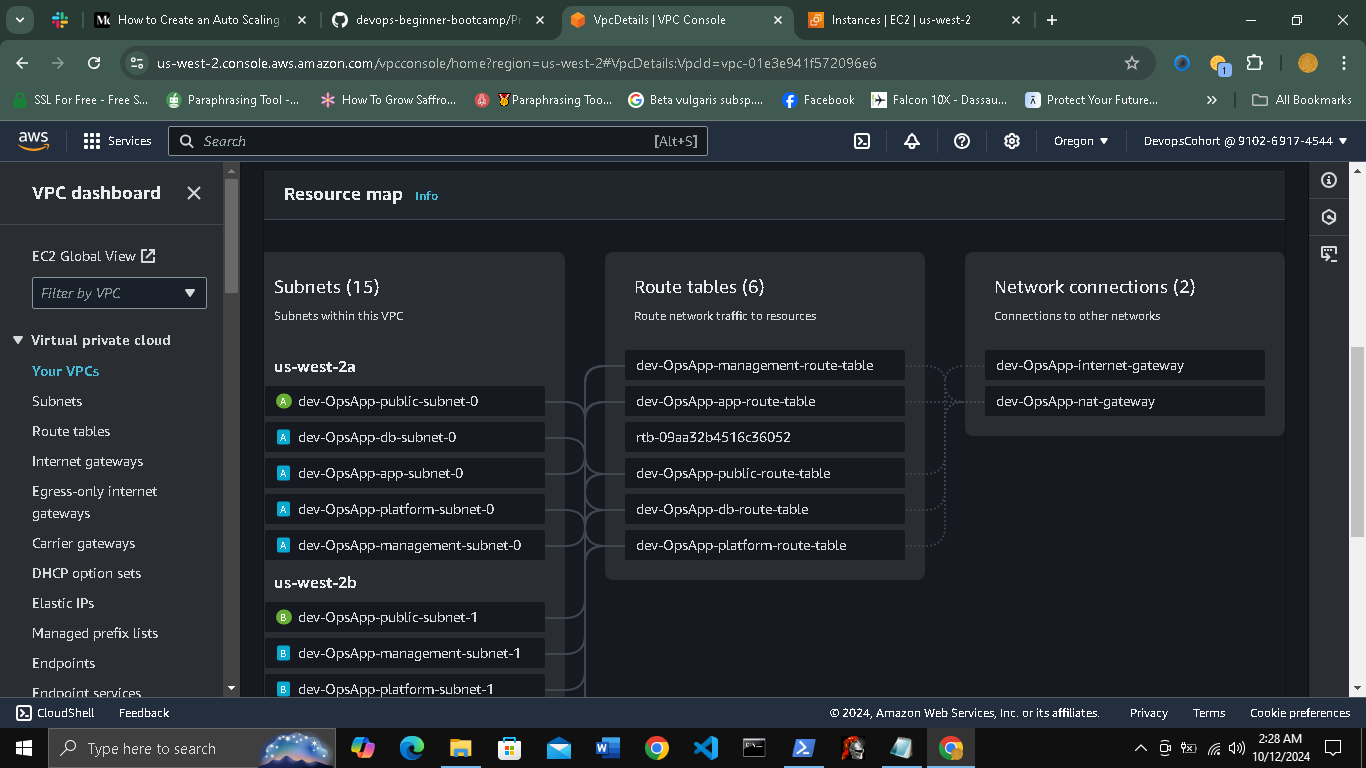 How to Create an Auto Scaling
devops-beginner-bootcamp/Pr
VpcDetails | VPC Console
Instances | EC2 | us-west-2
us-west-2.console.aws.amazon.com/vpcconsole/home?region=us-west-2#VpcDetails:VpcId=vpc-01e3e941f572096e6
1
SSL For Free - Free S...
Paraphrasing Tool -...
How To Grow Saffro...
Paraphrasing Too...
Beta vulgaris subsp....
Facebook
Falcon 10X - Dassau...
Protect Your Future...
All Bookmarks
aws
Services
Search
[Alt+S]
Oregon
DevopsCohort @ 9102-6917-4544
VPC dashboard
EC2 Global View
Filter by VPC
Virtual private cloud
Your VPCs
Subnets
Route tables
Internet gateways
Egress-only internet
gateways
Carrier gateways
DHCP option sets
Elastic IPs
Managed prefix lists
Endpoints
Endpoint services
Resource map
Info
Subnets (15)
Subnets within this VPC
us-west-2a
A dev-OpsApp-public-subnet-0
A dev-OpsApp-db-subnet-0
A dev-OpsApp-app-subnet-0
A dev-OpsApp-platform-subnet-0
A dev-OpsApp-management-subnet-0
us-west-2b
B dev-OpsApp-public-subnet-1
B dev-OpsApp-management-subnet-1
B dev-OpsApp-platform-subnet-1
Route tables (6)
Route network traffic to resources
dev-OpsApp-management-route-table
dev-OpsApp-app-route-table
rtb-09aa32b4516c36052
dev-OpsApp-public-route-table
dev-OpsApp-db-route-table
dev-OpsApp-platform-route-table
Network connections (2)
Connections to other networks
dev-OpsApp-internet-gateway
dev-OpsApp-nat-gateway
CloudShell
Feedback
© 2024, Amazon Web Services, Inc. or its affiliates.
Privacy
Terms
Cookie preferences
Type here to search
2:28 AM
10/12/2024